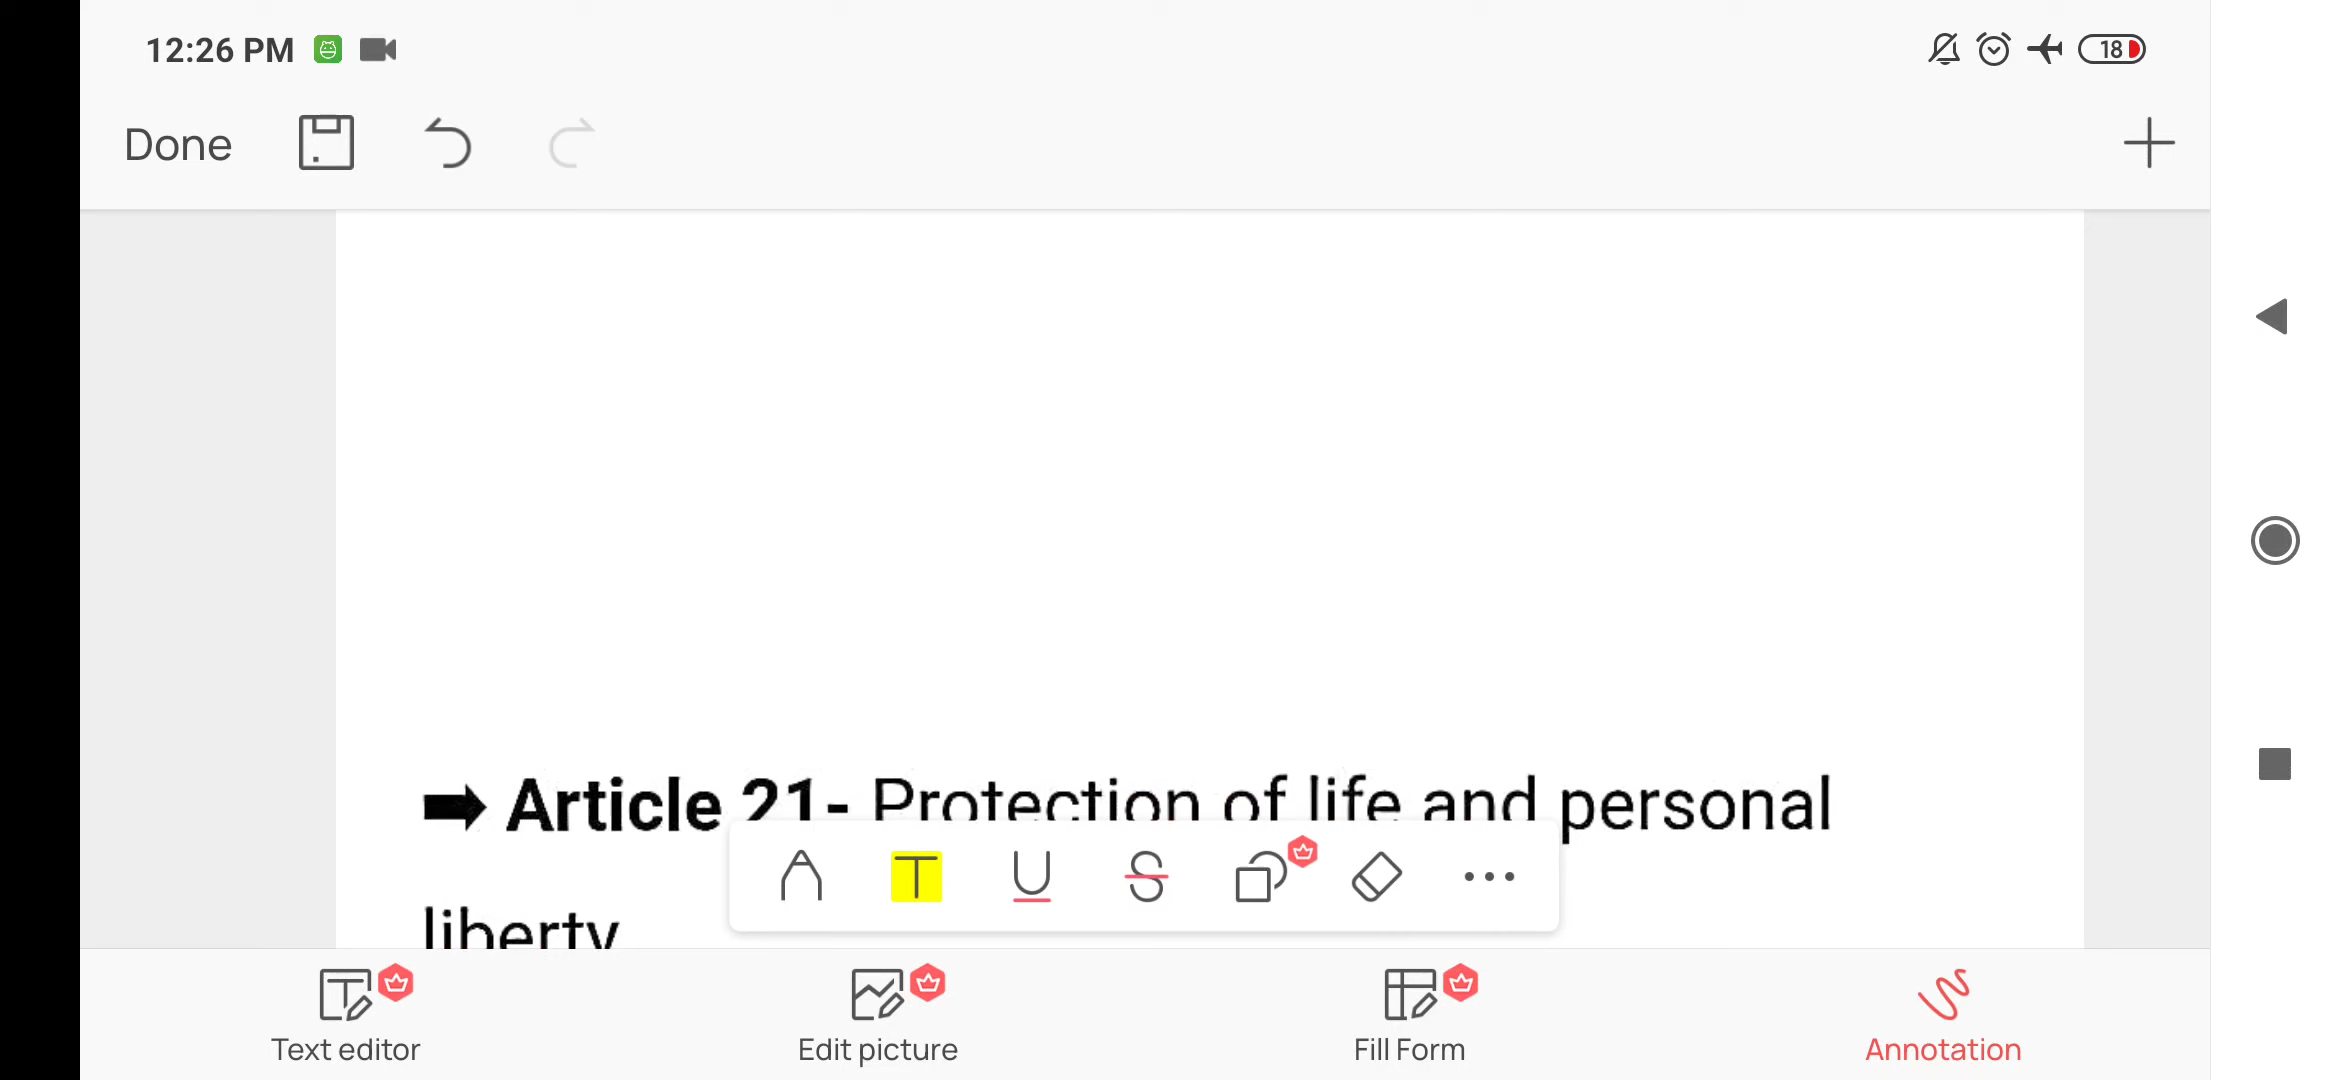 12:26 PM
18
Done
➡ Article 21- Protection of life and personal
liberty
T
U
S
Text editor
Edit picture
Fill Form
Annotation